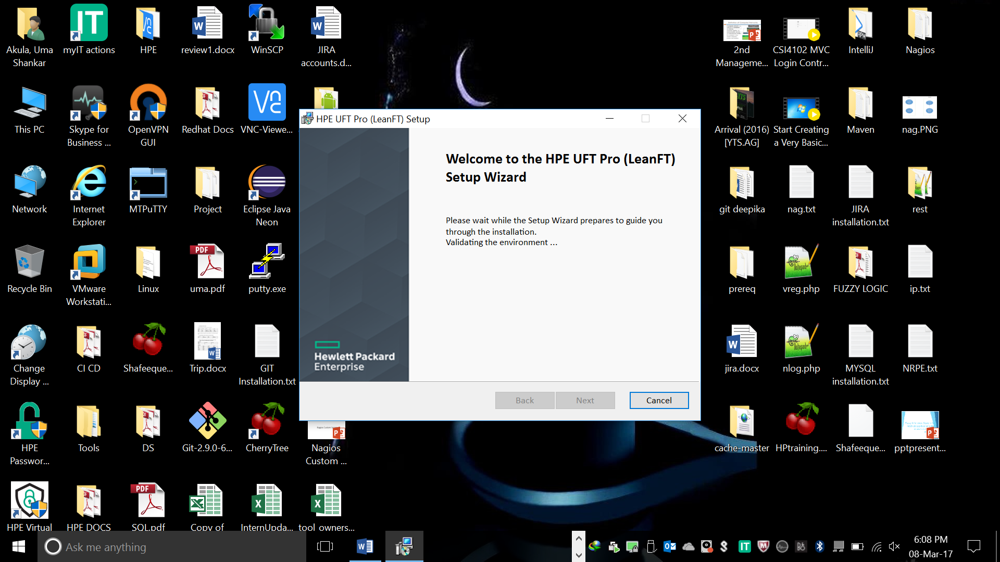 Akula, Uma
Shankar
myIT actions
HPE
review1.docx
WinSCP
JIRA
accounts.d...
2nd
Manageme...
CSI4102 MVC
Login Contr...
IntelliJ
Nagios
This PC
Skype for
Business ...
OpenVPN
GUI
Redhat Docs
VNC-Viewe...
Arrival (2016)
[YTS.AG]
Start Creating
a Very Basic...
Maven
nag.PNG
Network
Internet
Explorer
MTPuTTY
Project
Eclipse Java
Neon
git deepika
nag.txt
JIRA
installation.txt
rest
Recycle Bin
VMware
Workstati...
Linux
uma.pdf
putty.exe
prereq
vreg.php
FUZZY LOGIC
ip.txt
Change
Display ...
CI CD
Shafeeque...
Trip.docx
GIT
Installation.txt
jira.docx
nlog.php
MYSQL
installation.txt
NRPE.txt
HPE
Passwor...
Tools
DS
Git-2.9.0-6...
CherryTree
Nagios
Custom ...
cache-master
HPtraining....
Shafeeque...
pptpresent...
HPE Virtual
HPE DOCS
SQL.pdf
Copy of
InternUpda...
tool_owners...
HPE UFT Pro (LeanFT) Setup
Welcome to the HPE UFT Pro (LeanFT)
Setup Wizard
Please wait while the Setup Wizard prepares to guide you
through the installation.
Validating the environment ...
Hewlett Packard
Enterprise
Back
Next
Cancel
Ask me anything
6:08 PM
08-Mar-17